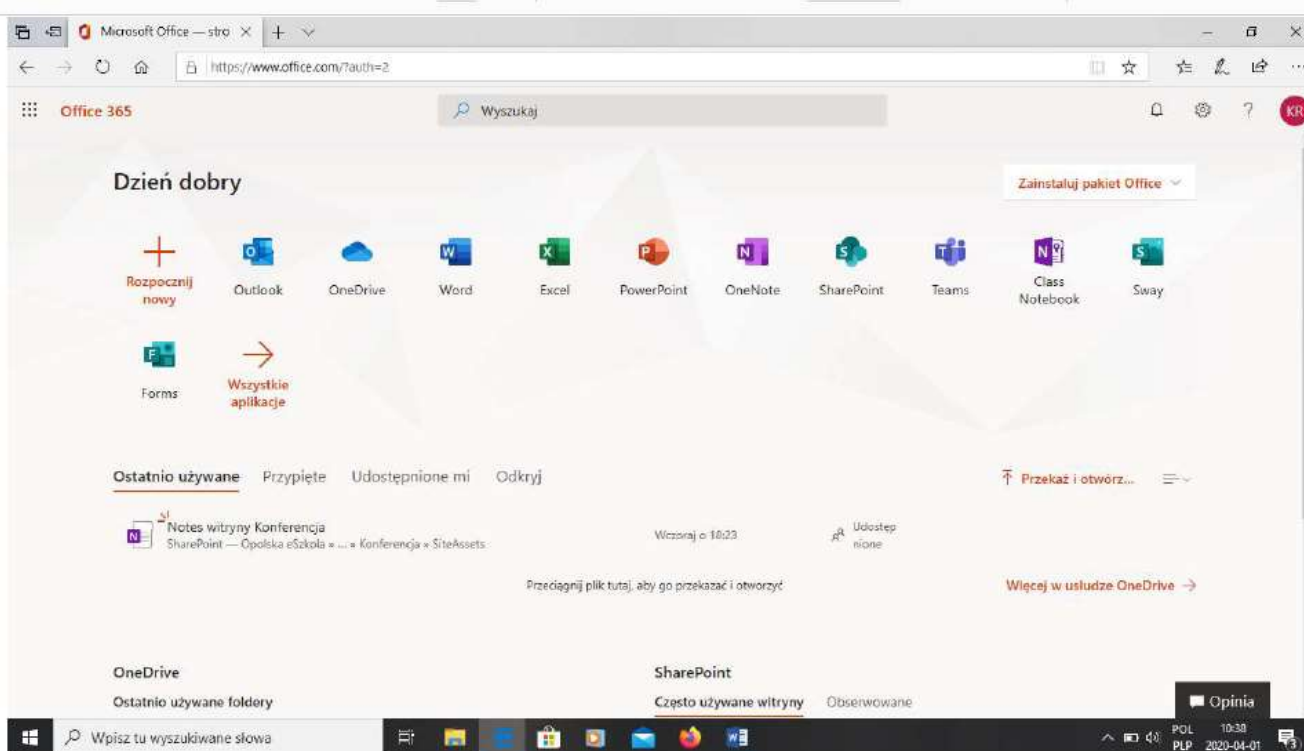 Microsoft Office — stro
https://www.office.com/?auth=2
Office 365
Wyszukaj
KR
Dzień dobry
Zainstaluj pakiet Office
Rozpocznij
nowy
Outlook
OneDrive
Word
Excel
PowerPoint
OneNote
SharePoint
Teams
Class
Notebook
Sway
Forms
Wszystkie
aplikacje
Ostatnio używane Przypięte Udostępnione mi Odkryj
Przekaż i otwórz...
Notes witryny Konferencja
SharePoint — Opolska eSzkola » ... » Konferencja » SiteAssets
Wczoraj o 18:23
Udostęp
nione
Przeciągnij plik tutaj, aby go przekazać i otworzyć
Więcej w usłudze OneDrive
OneDrive
Ostatnio używane foldery
SharePoint
Często używane witryny Obserwowane
Opinia
Wpisz tu wyszukiwane słowa
POL
PLP
10:38
2020-04-01